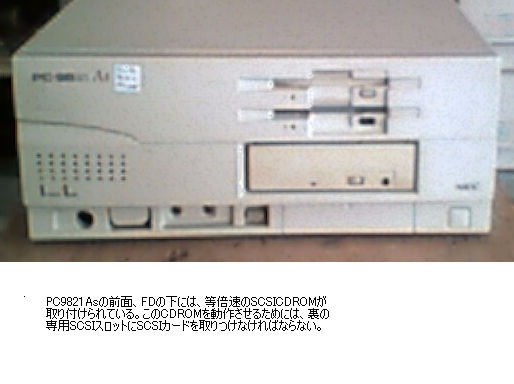 PC-9821 As
NEC
PC9821Asの前面、FDの下には、等倍速のSCSICDROMが
取り付けられている。このCDROMを動作させるためには、裏の
専用SCSIスロットにSCSIカードを取りつけなければならない。